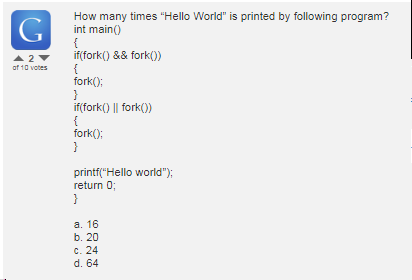 G
How many times “Hello World” is printed by following program?
int main()
{
if(fork() && fork())
{
fork();
}
if(fork() || fork())
{
fork();
}
printf("Hello world");
return 0;
}
a. 16
b. 20
c. 24
d. 64
2
of 10 votes